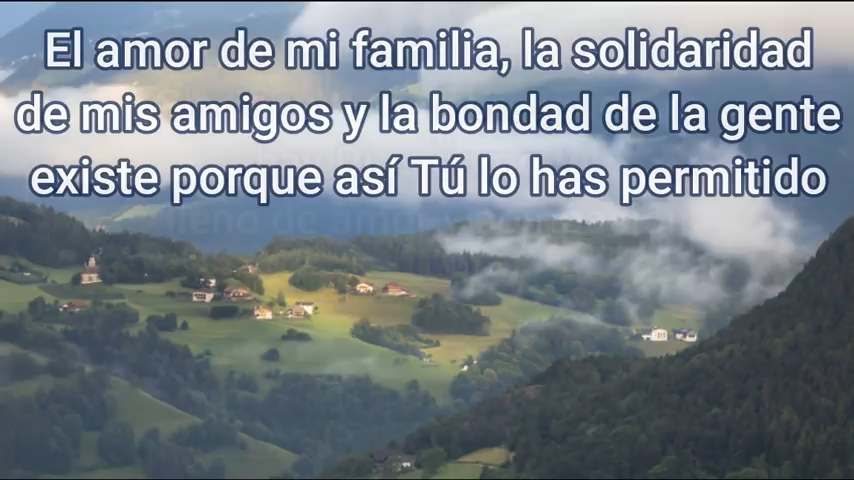 El amor de mi familia, la solidaridad
de mis amigos y la bondad de la gente
existe porque así Tú lo has permitido